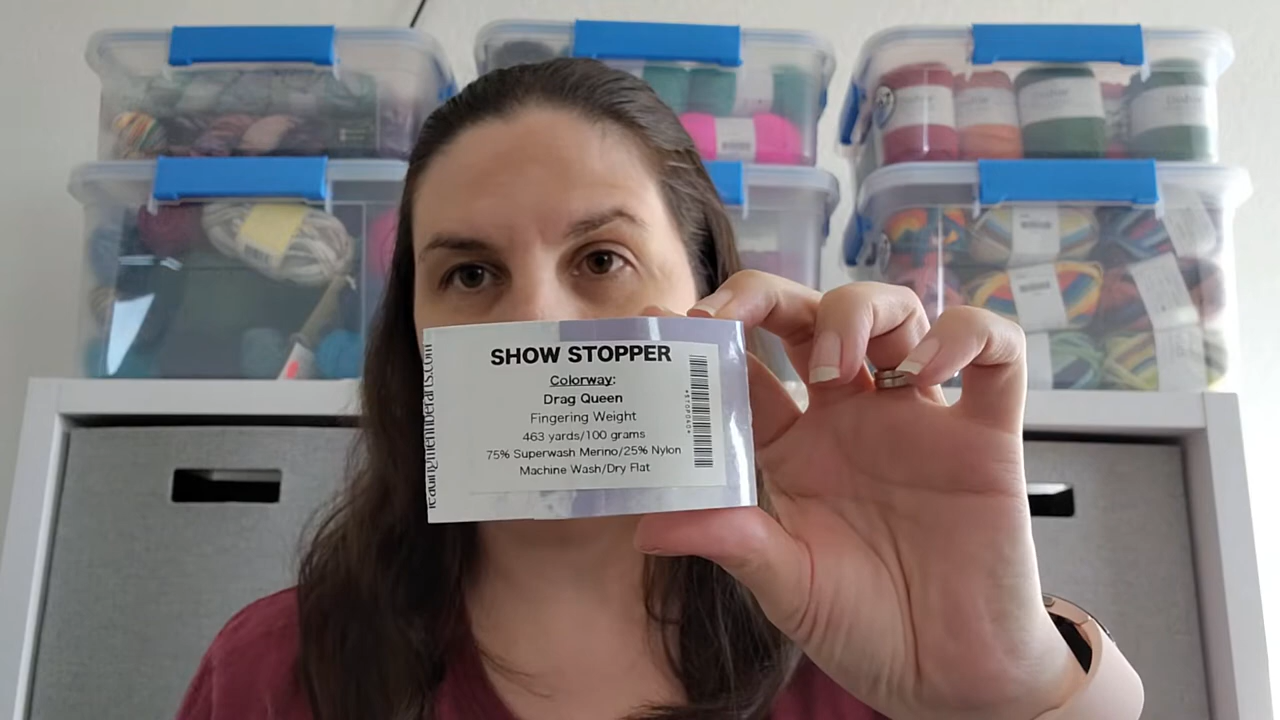 SHOW STOPPER
Colorway:
Drag Queen
Fingering Weight
463 yards/100 grams
75% Superwash Merino/25% Nylon
Machine Wash/Dry Flat